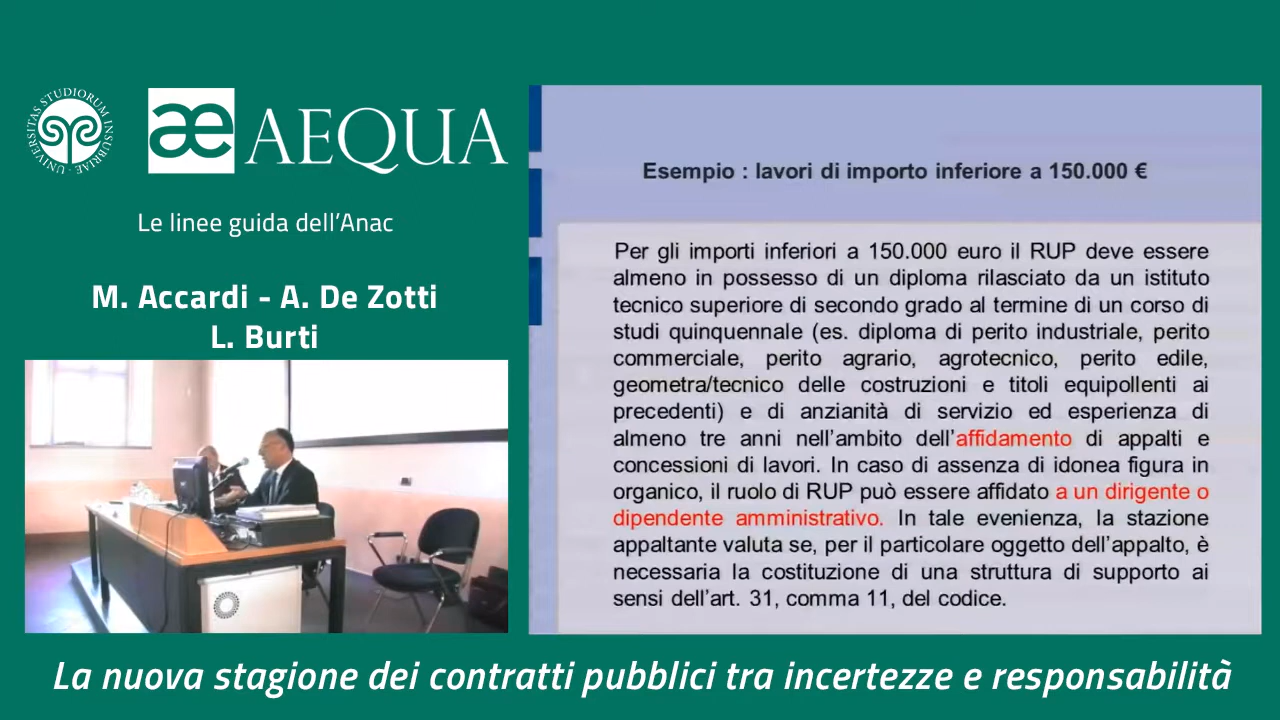 UNIVERSITAS STUDIORUM INSUBRIAE
æ AEQUA
Le linee guida dell'Anac
M. Accardi - A. De Zotti
L. Burti
Esempio : lavori di importo inferiore a 150.000 €
Per gli importi inferiori a 150.000 euro il RUP deve essere
almeno in possesso di un diploma rilasciato da un istituto
tecnico superiore di secondo grado al termine di un corso di
studi quinquennale (es. diploma di perito industriale, perito
commerciale, perito agrario, agrotecnico, perito edile,
geometra/tecnico delle costruzioni e titoli equipollenti ai
precedenti) e di anzianità di servizio ed esperienza di
almeno tre anni nell'ambito dell'affidamento di appalti e
concessioni di lavori. In caso di assenza di idonea figura in
organico, il ruolo di RUP può essere affidato a un dirigente o
dipendente amministrativo. In tale evenienza, la stazione
appaltante valuta se, per il particolare oggetto dell'appalto, è
necessaria la costituzione di una struttura di supporto ai
sensi dell'art. 31, comma 11, del codice.
La nuova stagione dei contratti pubblici tra incertezze e responsabilità